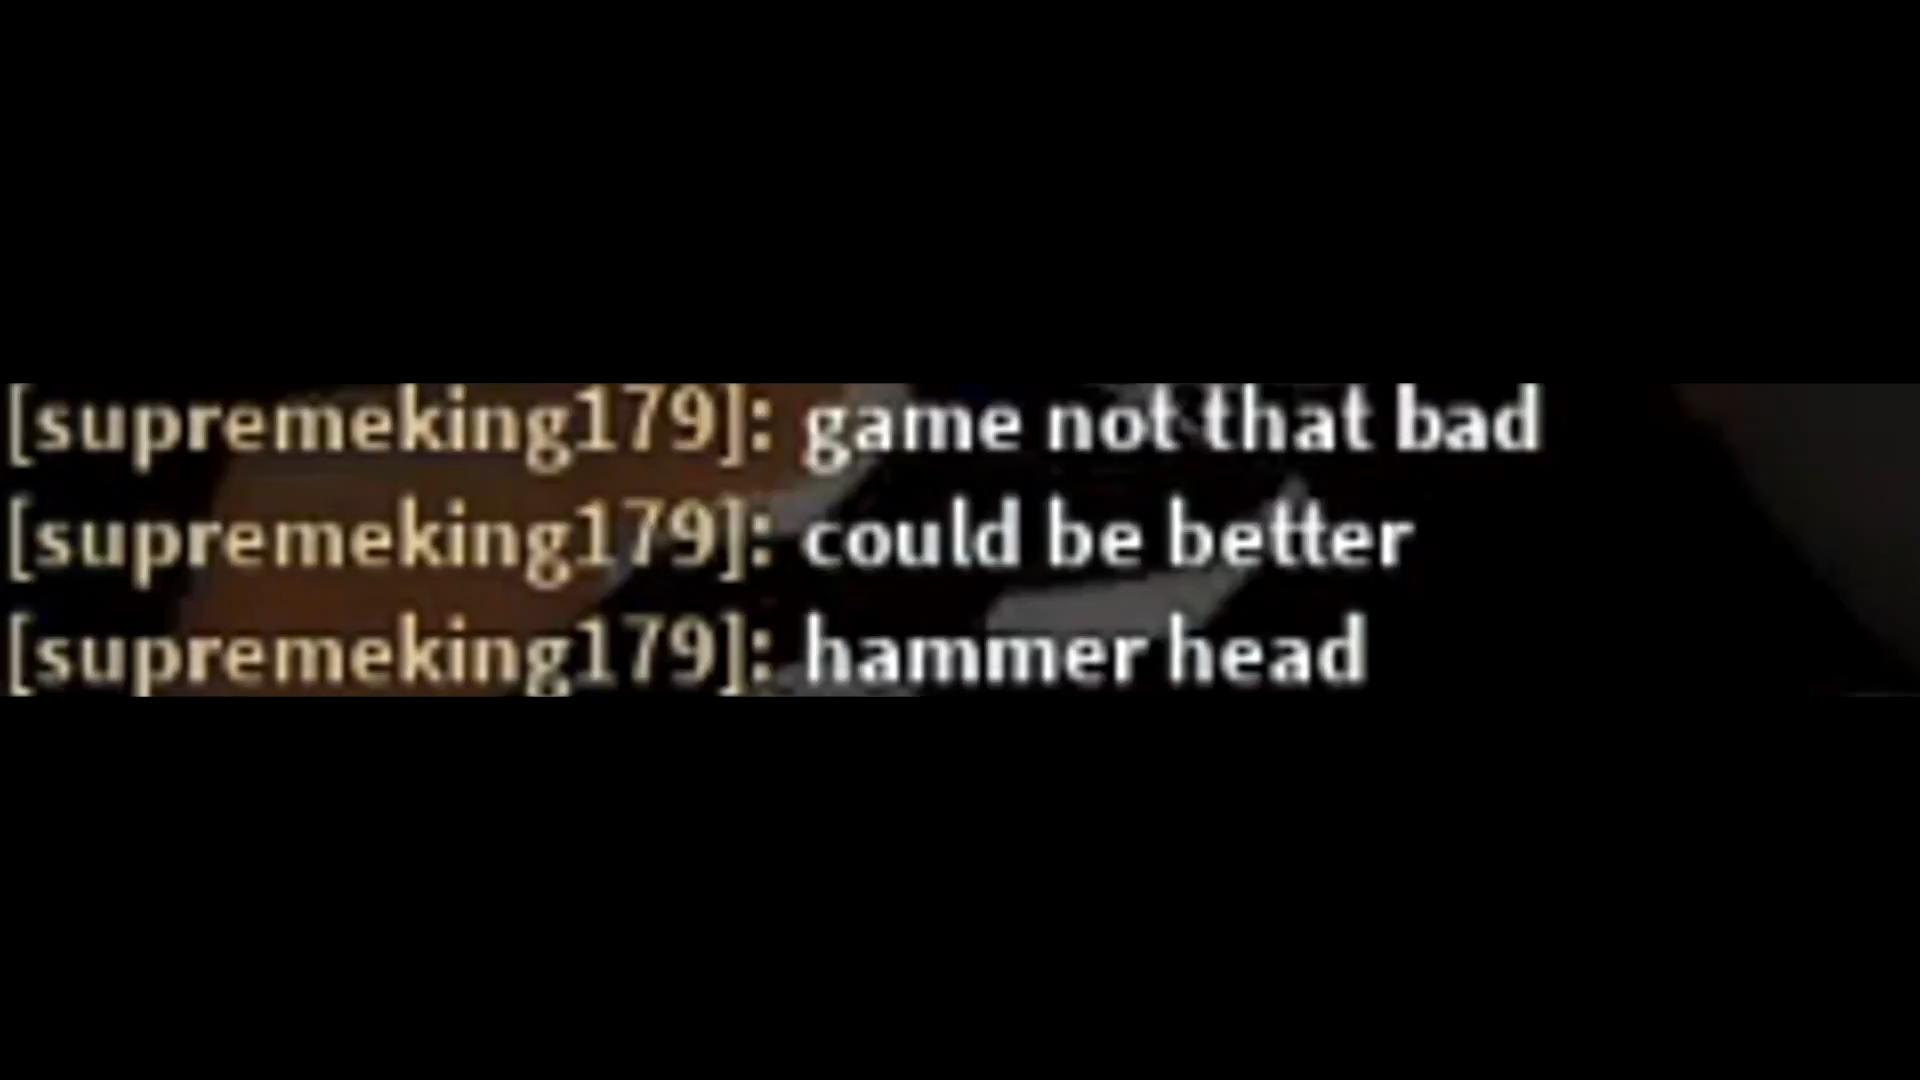 [supremeking179]: game not that bad
[supremeking179]: could be better
[supremeking179]: hammer head